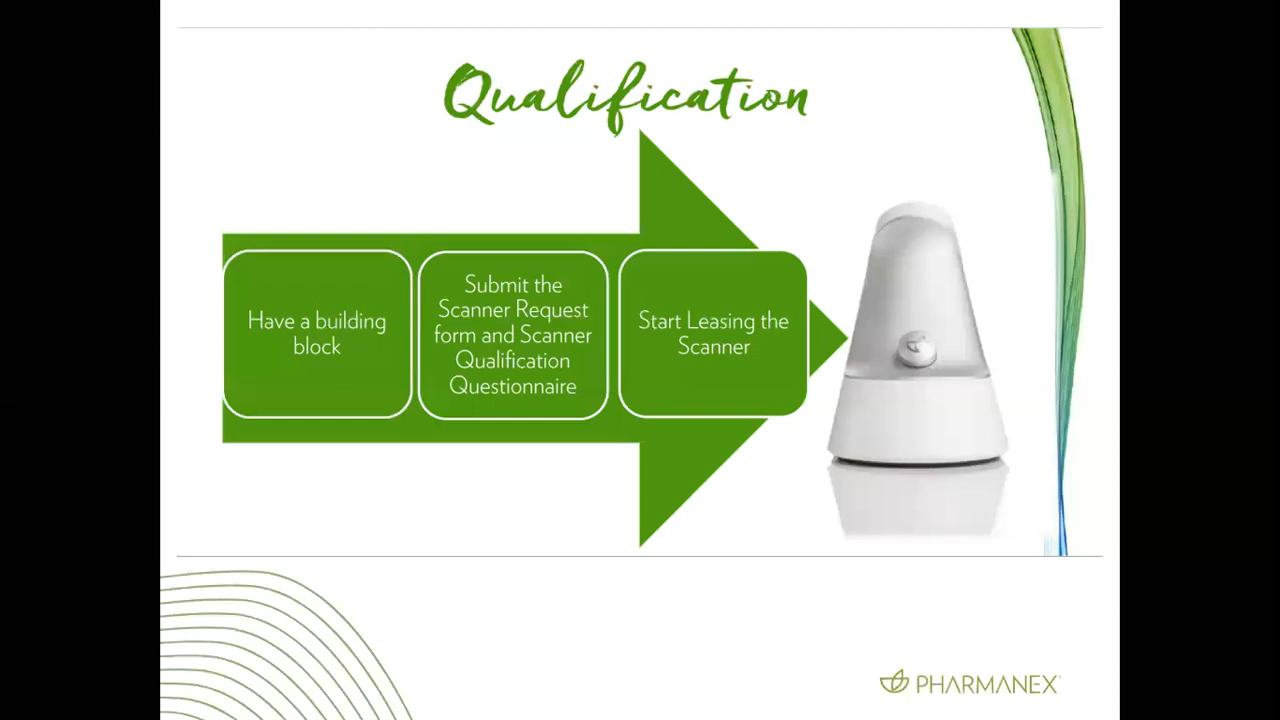 Qualification
Have a building
block
Submit the
Scanner Request
form and Scanner
Qualification
Questionnaire
Start Leasing the
Scanner
PHARMANEX